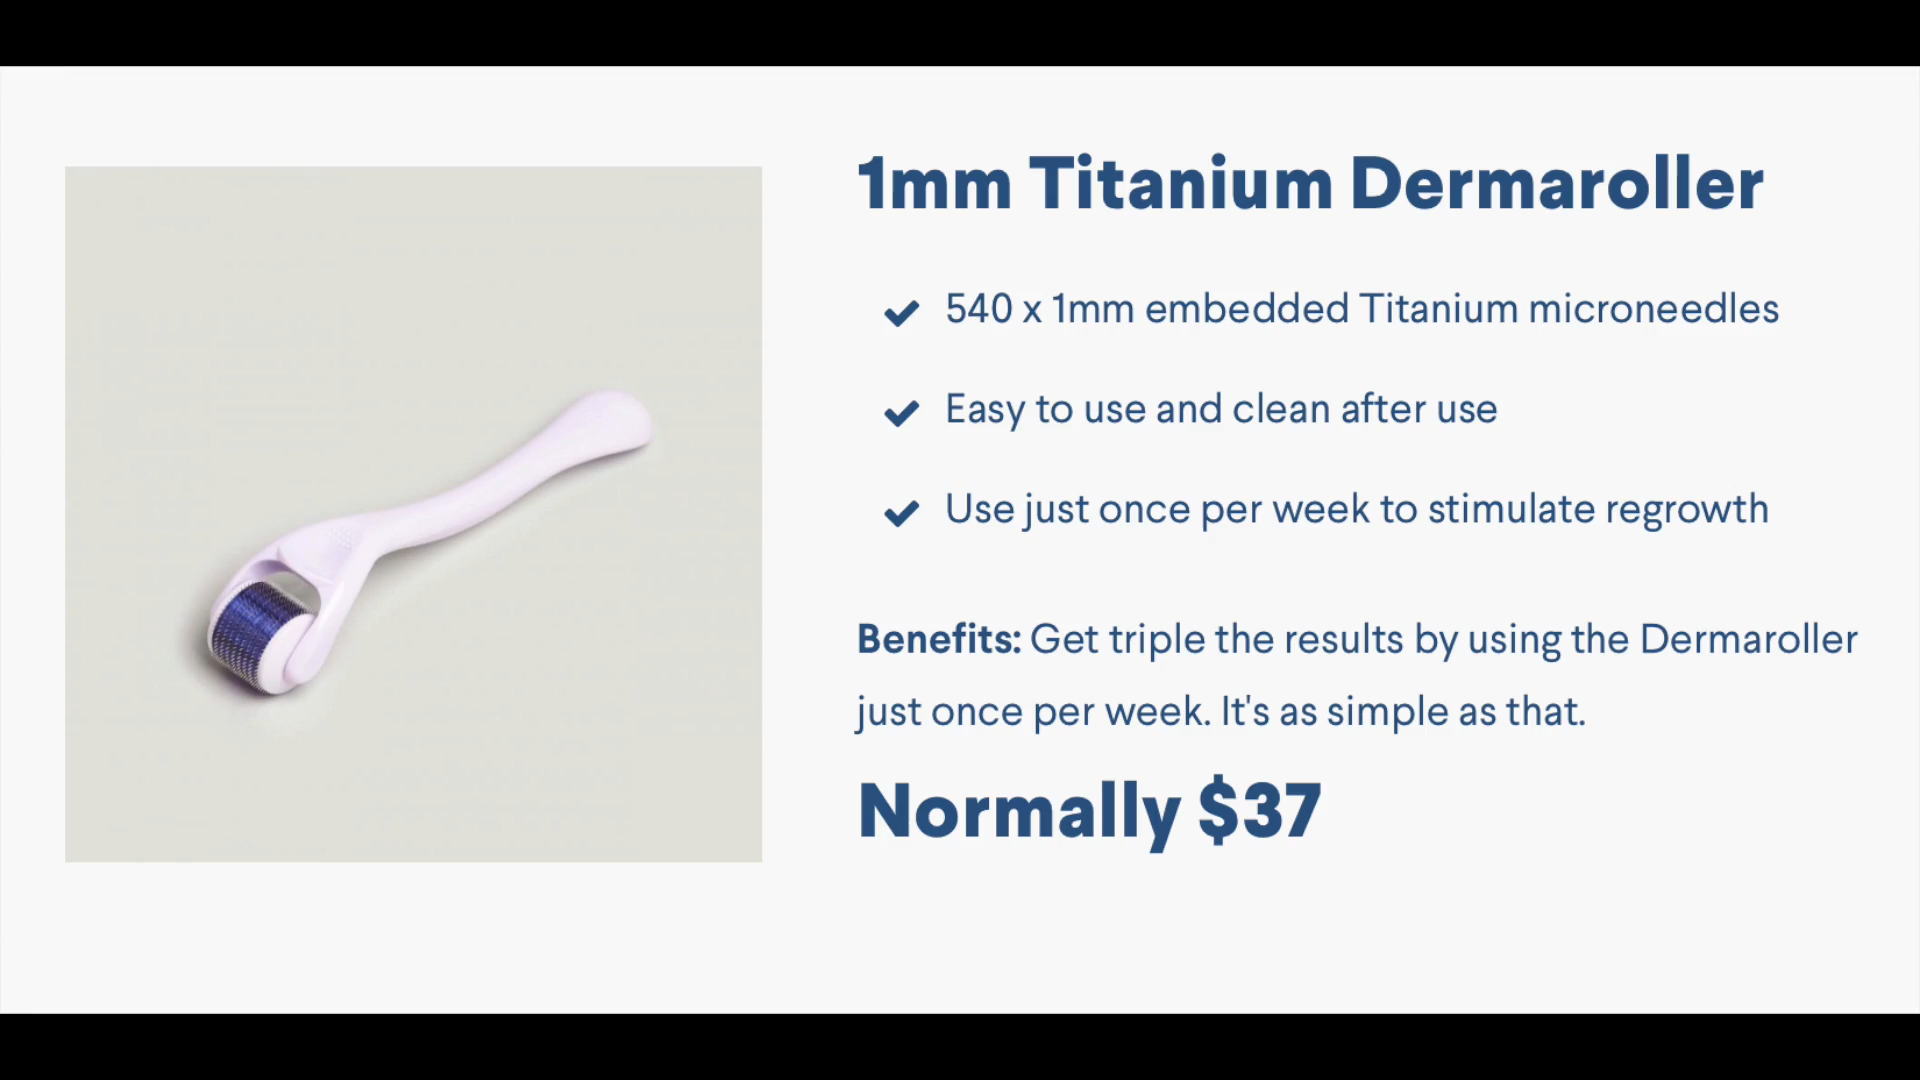 1mm Titanium Dermaroller
540 x 1mm embedded Titanium microneedles
Easy to use and clean after use
Use just once per week to stimulate regrowth
Benefits: Get triple the results by using the Dermaroller
just once per week. It's as simple as that.
Normally $37